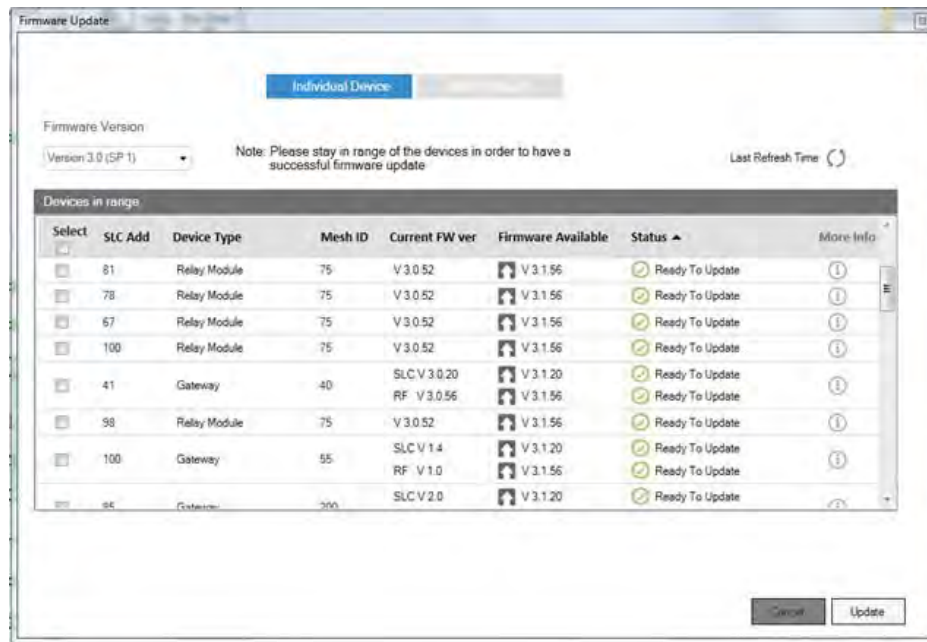 Firmware Update
Individual Device
Firmware Version
Version 3.0 (SP 1)
Note: Please stay in range of the devices in order to have a
successful firmware update
Last Refresh Time
Devices in range
Select SLC Add Device Type Mesh ID Current FW ver Firmware Available Status More Info
81 Relay Module 75 V 3.0.52 V 3.1.56 Ready To Update
78 Relay Module 75 V 3.0.52 V 3.1.56 Ready To Update
67 Relay Module 75 V 3.0.52 V 3.1.56 Ready To Update
100 Relay Module 75 V 3.0.52 V 3.1.56 Ready To Update
41 Gateway 40 SLC V 3.0.20 V 3.1.20 Ready To Update
RF V 3.0.56 V 3.1.56 Ready To Update
98 Relay Module 75 V 3.0.52 V 3.1.56 Ready To Update
100 Gateway 55 SLC V 1.4 V 3.1.20 Ready To Update
RF V 1.0 V 3.1.56 Ready To Update
95 Gateway 200 SLC V 2.0 V 3.1.20 Ready To Update
Cancel Update